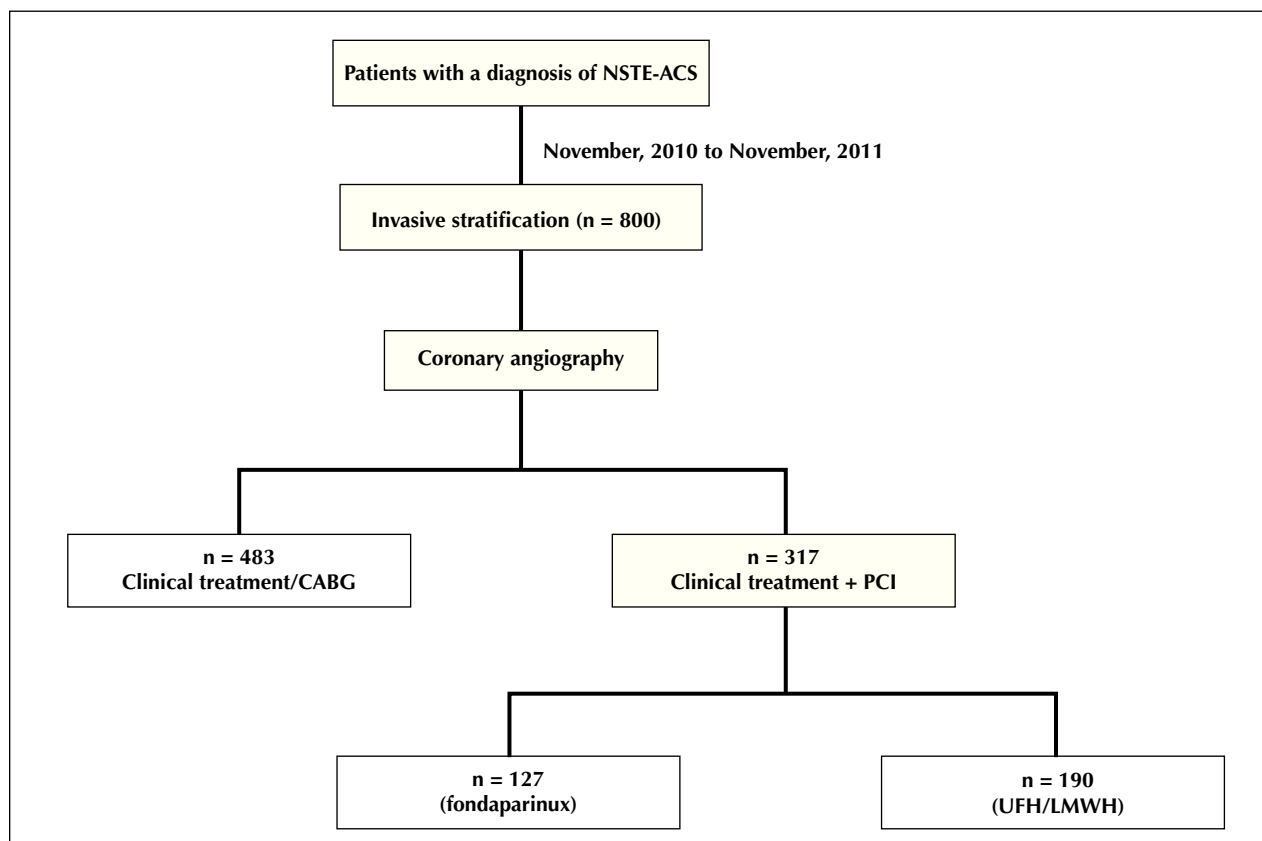 Patients with a diagnosis of NSTE-ACS
November, 2010 to November, 2011
Invasive stratification (n = 800)
Coronary angiography
n = 483
Clinical treatment/CABG
n = 317
Clinical treatment + PCI
n = 127
(fondaparinux)
n = 190
(UFH/LMWH)